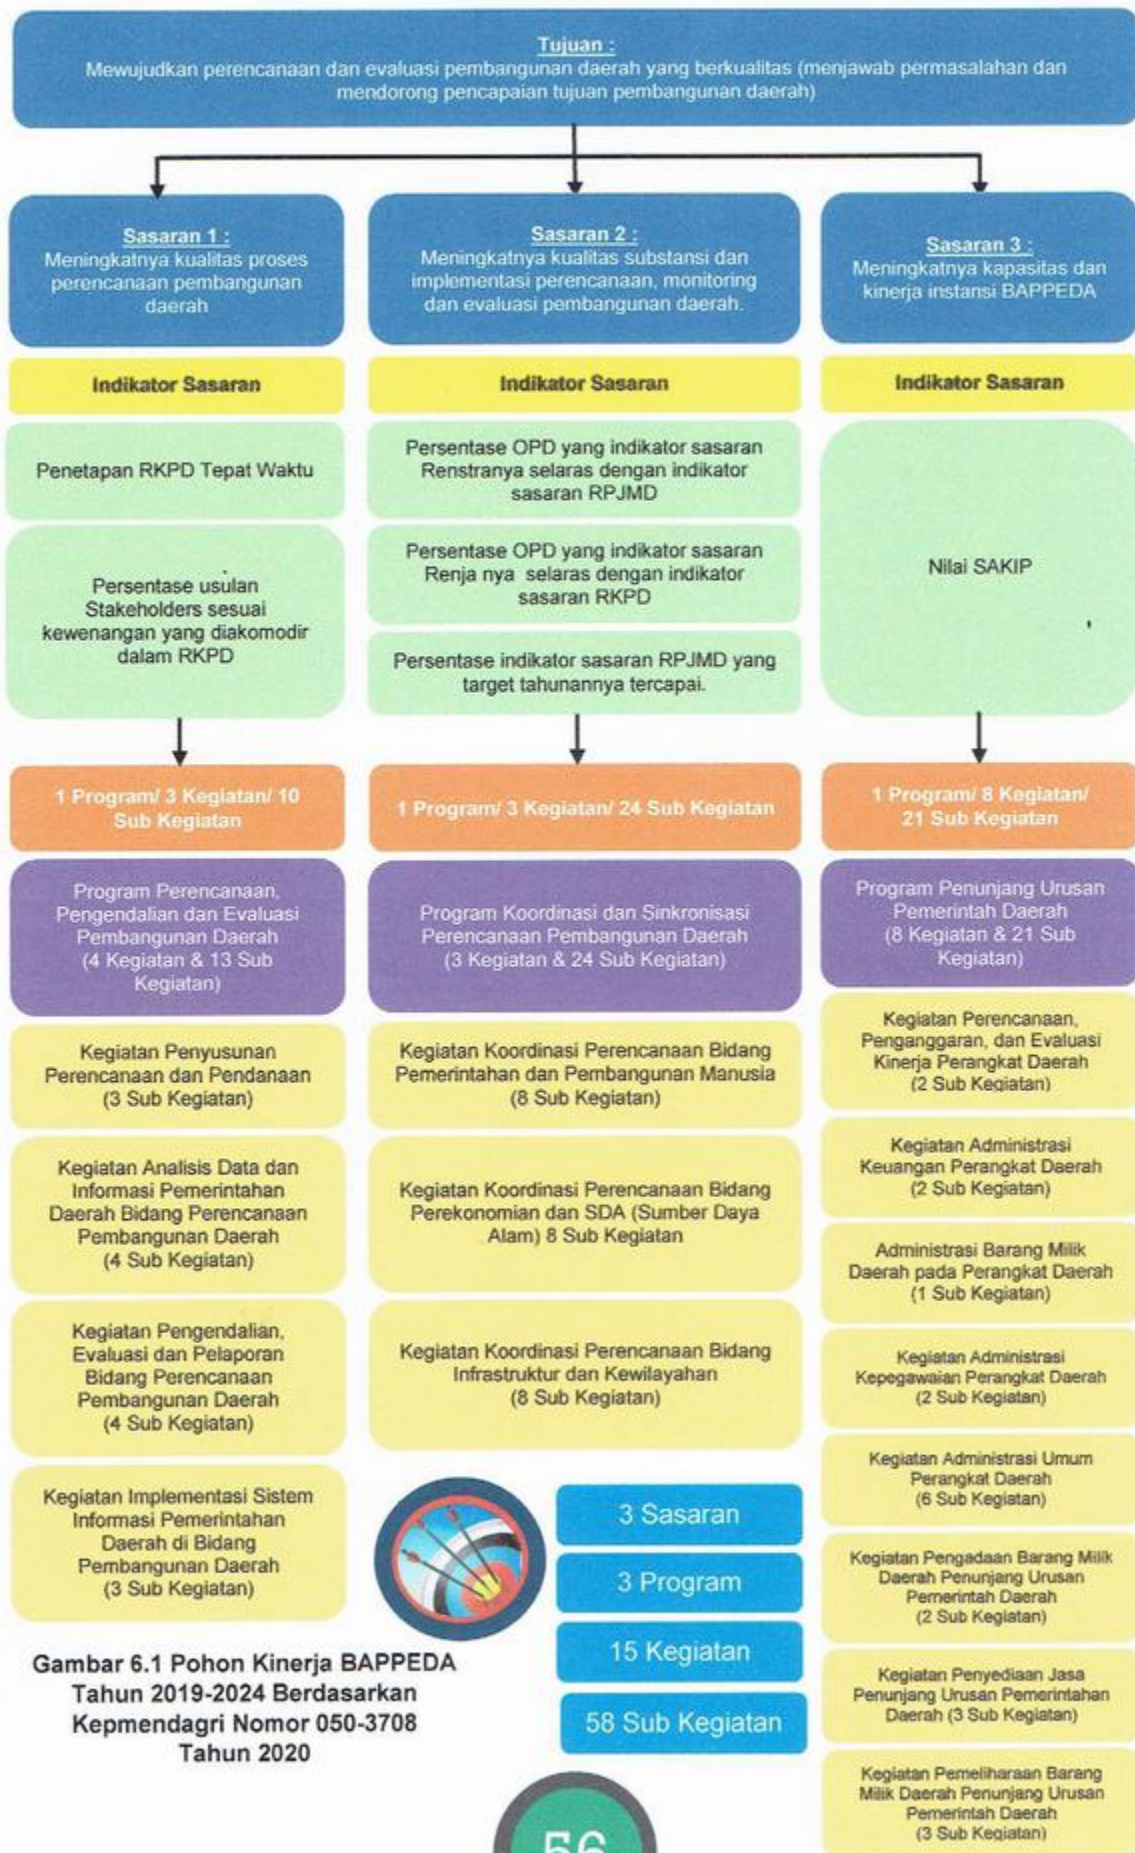 Tujuan :
Mewujudkan perencanaan dan evaluasi pembangunan daerah yang berkualitas (menjawab permasalahan dan
mendorong pencapaian tujuan pembangunan daerah)
Sasaran 1 :
Meningkatnya kualitas proses
perencanaan pembangunan
daerah
Indikator Sasaran
Penetapan RKPD Tepat Waktu
Persentase usulan
Stakeholders sesuai
kewenangan yang diakomodir
dalam RKPD
1 Program/ 3 Kegiatan/ 10
Sub Kegiatan
Program Perencanaan,
Pengendalian dan Evaluasi
Pembangunan Daerah
(4 Kegiatan & 13 Sub
Kegiatan)
Kegiatan Penyusunan
Perencanaan dan Pendanaan
(3 Sub Kegiatan)
Kegiatan Analisis Data dan
Informasi Pemerintahan
Daerah Bidang Perencanaan
Pembangunan Daerah
(4 Sub Kegiatan)
Kegiatan Pengendalian,
Evaluasi dan Pelaporan
Bidang Perencanaan
Pembangunan Daerah
(4 Sub Kegiatan)
Kegiatan Implementasi Sistem
Informasi Pemerintahan
Daerah di Bidang
Pembangunan Daerah
(3 Sub Kegiatan)
Sasaran 2 :
Meningkatnya kualitas substansi dan
implementasi perencanaan, monitoring
dan evaluasi pembangunan daerah.
Indikator Sasaran
Persentase OPD yang indikator sasaran
Renstranya selaras dengan indikator
sasaran RPJMD
Persentase OPD yang indikator sasaran
Renja nya selaras dengan indikator
sasaran RKPD
Persentase indikator sasaran RPJMD yang
target tahunannya tercapai.
1 Program/ 3 Kegiatan/ 24 Sub Kegiatan
Program Koordinasi dan Sinkronisasi
Perencanaan Pembangunan Daerah
(3 Kegiatan & 24 Sub Kegiatan)
Kegiatan Koordinasi Perencanaan Bidang
Pemerintahan dan Pembangunan Manusia
(8 Sub Kegiatan)
Kegiatan Koordinasi Perencanaan Bidang
Perekonomian dan SDA (Sumber Daya
Alam) 8 Sub Kegiatan
Kegiatan Koordinasi Perencanaan Bidang
Infrastruktur dan Kewilayahan
(8 Sub Kegiatan)
Sasaran 3 :
Meningkatnya kapasitas dan
kinerja instansi BAPPEDA
Indikator Sasaran
Nilai SAKIP
1 Program/ 8 Kegiatan/
21 Sub Kegiatan
Program Penunjang Urusan
Pemerintah Daerah
(8 Kegiatan & 21 Sub
Kegiatan)
Kegiatan Perencanaan,
Penganggaran, dan Evaluasi
Kinerja Perangkat Daerah
(2 Sub Kegiatan)
Kegiatan Administrasi
Keuangan Perangkat Daerah
(2 Sub Kegiatan)
Administrasi Barang Milik
Daerah pada Perangkat Daerah
(1 Sub Kegiatan)
Kegiatan Administrasi
Kepegawaian Perangkat Daerah
(2 Sub Kegiatan)
Kegiatan Administrasi Umum
Perangkat Daerah
(6 Sub Kegiatan)
Kegiatan Pengadaan Barang Milik
Daerah Penunjang Urusan
Pemerintah Daerah
(2 Sub Kegiatan)
Kegiatan Penyediaan Jasa
Penunjang Urusan Pemerintahan
Daerah (3 Sub Kegiatan)
Kegiatan Pemeliharaan Barang
Milik Daerah Penunjang Urusan
Pemerintah Daerah
(3 Sub Kegiatan)
3 Sasaran
3 Program
15 Kegiatan
58 Sub Kegiatan
Gambar 6.1 Pohon Kinerja BAPPEDA
Tahun 2019-2024 Berdasarkan
Kepmendagri Nomor 050-3708
Tahun 2020
56